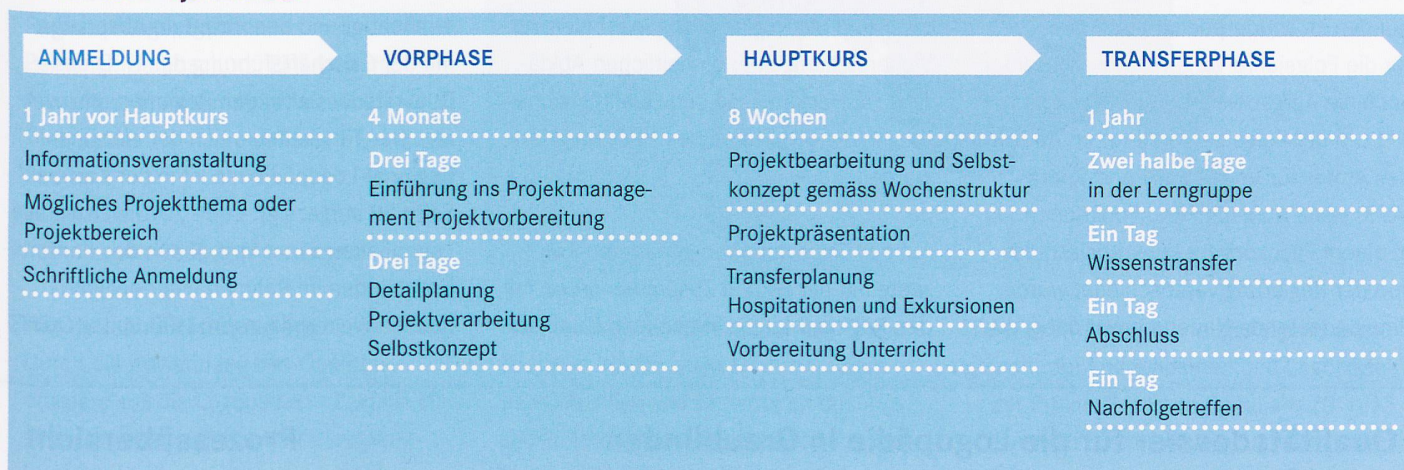 ANMELDUNG
1 Jahr vor Hauptkurs
Informationsveranstaltung
Mögliches Projektthema oder
Projektbereich
Schriftliche Anmeldung
VORPHASE
4 Monate
Drei Tage
Einführung ins Projektmanage-
ment Projektvorbereitung
Drei Tage
Detailplanung
Projektverarbeitung
Selbstkonzept
HAUPTKURS
8 Wochen
Projektbearbeitung und Selbst-
konzept gemäss Wochenstruktur
Projektpräsentation
Transferplanung
Hospitationen und Exkursionen
Vorbereitung Unterricht
TRANSFERPHASE
1 Jahr
Zwei halbe Tage
in der Lerngruppe
Ein Tag
Wissenstransfer
Ein Tag
Abschluss
Ein Tag
Nachfolgetreffen